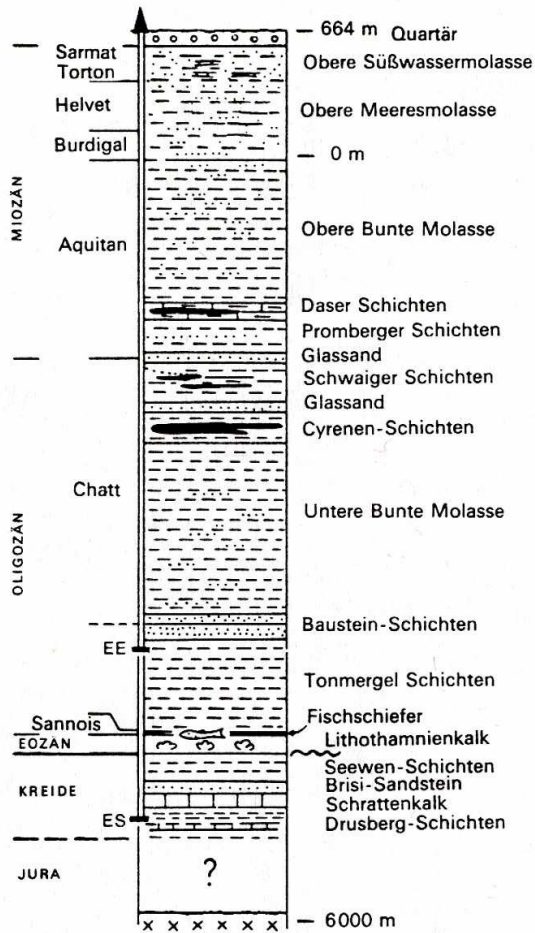 664 m
Quartär
Sarmat
Torton
Obere Süßwassermolasse
Helvet
Obere Meeresmolasse
Burdigal
0 m
MIOZÄN
Aquitan
Obere Bunte Molasse
Daser Schichten
Promberger Schichten
Glassand
Schwaiger Schichten
Glassand
Cyrenen-Schichten
OLIGOZÄN
Chatt
Untere Bunte Molasse
Baustein-Schichten
EE
Tonmergel Schichten
Sannois
Fischschiefer
EOZÄN
Lithothamnienkalk
Seewen-Schichten
KREIDE
Brisi-Sandstein
Schrattenkalk
ES
Drusberg-Schichten
JURA
?
– 6000 m